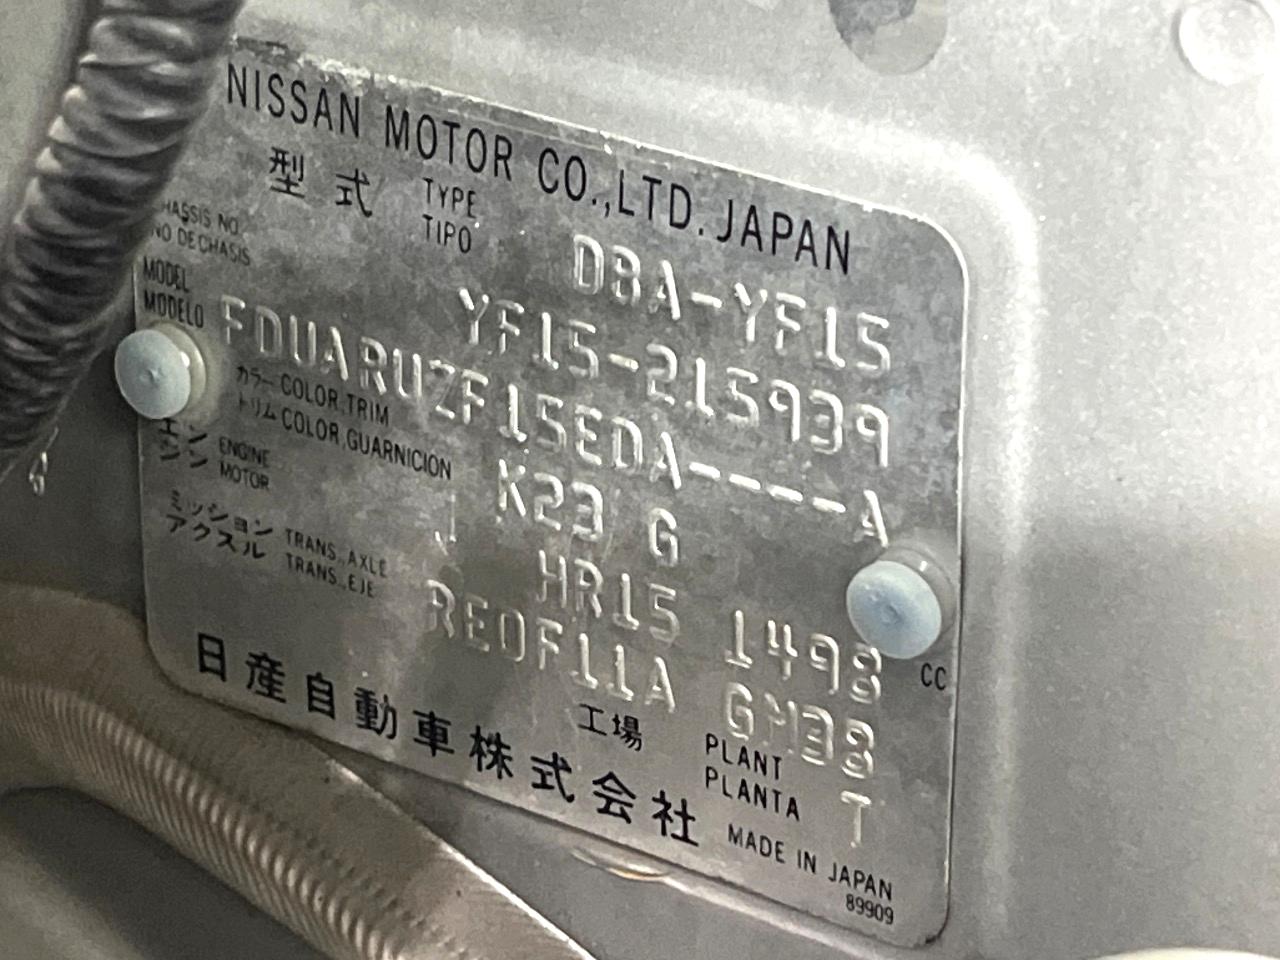 NISSAN MOTOR CO.,LTD. JAPAN
型式 TYPE TIPO DBA-YF15
CHASSIS NO. NO DE CHASIS YF15-215939
MODEL MODELO FDUARUZF15EDA----A
カラー COLOR,TRIM
トリム COLOR,GUARNICION K23 G
エンジン ENGINE MOTOR HR15 1498 CC
ミッション TRANS.,AXLE
アクスル TRANS.,EJE RE0F11A GM38
工場 PLANT PLANTA T
日産自動車株式会社 MADE IN JAPAN
89909